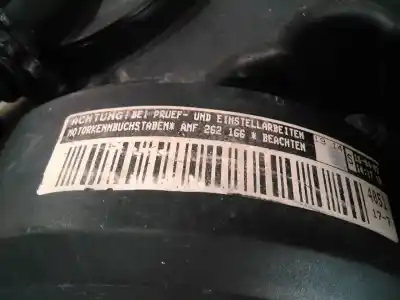 ACHTUNG! BEI PRUEF- UND EINSTELLARBEITEN
MOTORKENNBUCHSTABEN* AMF 262 166 * BEACHTEN